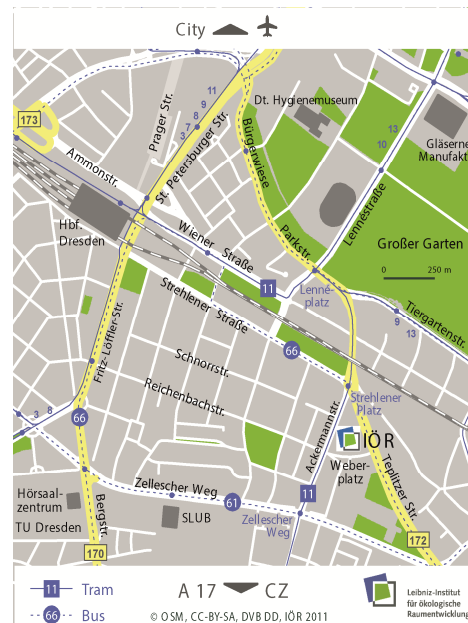 City
Dt. Hygienemuseum
Gläserne
Manufakt
173
Prager Str.
11
9
8
7
3
St. Petersburger Str.
Bürgerwiese
13
10
Ammonstr.
Lennéstraße
Hbf.
Dresden
Wiener Straße
Parkstr.
Großer Garten
0 250 m
11
Lenné-
platz
Strehlener Straße
Tiergartenstr.
9
13
Fritz-Löffler-Str.
66
Schnorrstr.
Reichenbachstr.
Strehlener
Platz
3 8
66
Ackermannstr.
IÖR
Weber-
platz
Teplitzer Str.
Zellescher Weg
61
11
Hörsaal-
zentrum
TU Dresden
Bergstr.
SLUB
Zellescher
Weg
170
172
11 Tram
66 Bus
A 17 CZ
© OSM, CC-BY-SA, DVB DD, IÖR 2011
Leibniz-Institut
für ökologische
Raumentwicklung